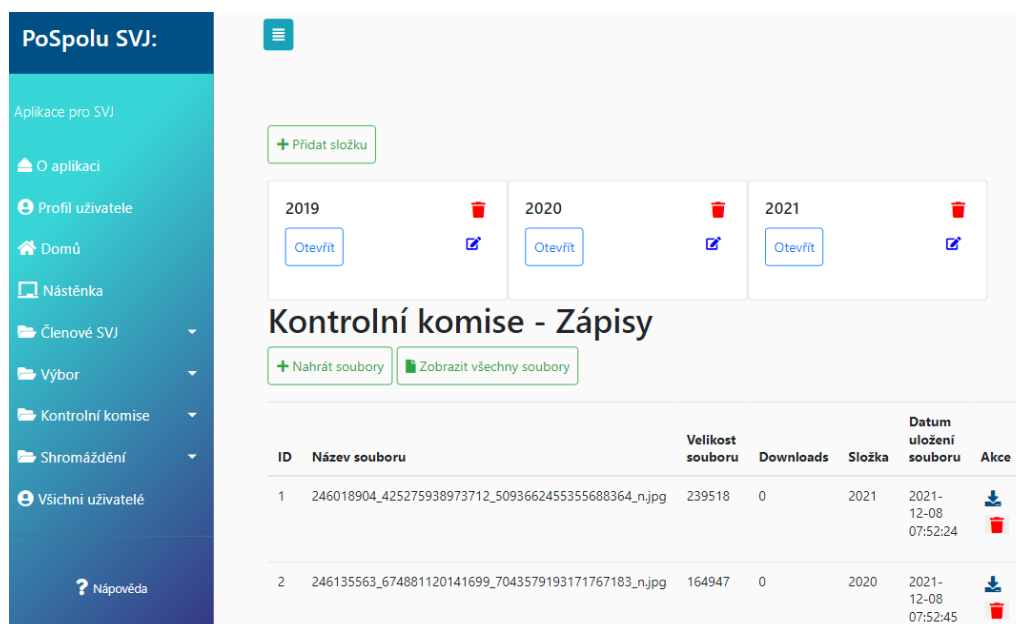 PoSpolu SVJ:
Aplikace pro SVJ
O aplikaci
Profil uživatele
Domů
Nástěnka
Členové SVJ
Výbor
Kontrolní komise
Shromáždění
Všichni uživatelé
Nápověda
Přidat složku
2019 2020 2021
Otevřít Otevřít Otevřít
Kontrolní komise - Zápisy
Nahrát soubory Zobrazit všechny soubory
ID Název souboru Velikost souboru Downloads Složka Datum uložení souboru Akce
1 246018904_425275938973712_5093662455355688364_n.jpg 239518 0 2021 2021-12-08 07:52:24
2 246135563_674881120141699_7043579193171767183_n.jpg 164947 0 2020 2021-12-08 07:52:45